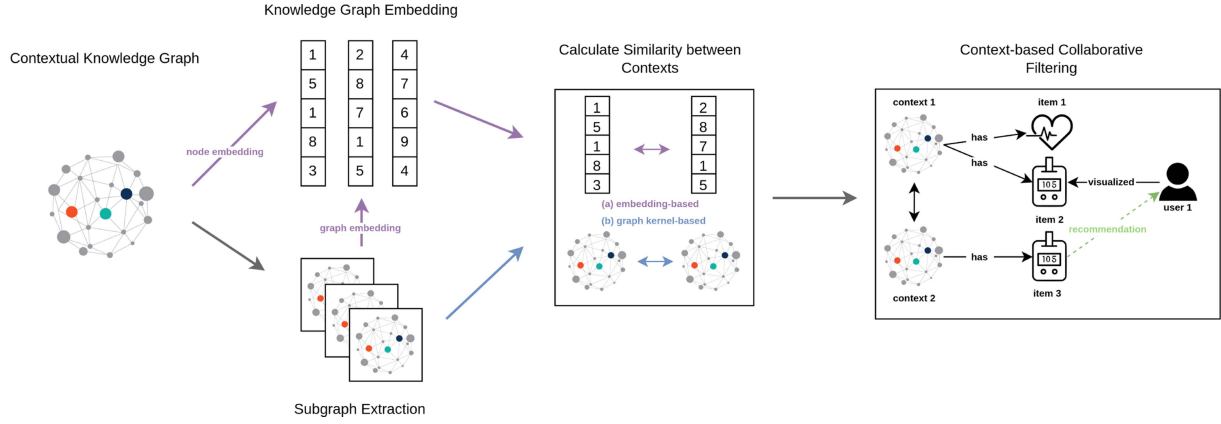 Contextual Knowledge Graph
node embedding
Knowledge Graph Embedding
1 2 4
5 8 7
1 7 6
8 1 9
3 5 4
graph embedding
Subgraph Extraction
Calculate Similarity between
Contexts
1 2
5 8
1 7
8 1
3 5
(a) embedding-based
(b) graph kernel-based
Context-based Collaborative
Filtering
context 1
has
has
item 1
105
item 2
visualized
user 1
recommendation
context 2
has
105
item 3